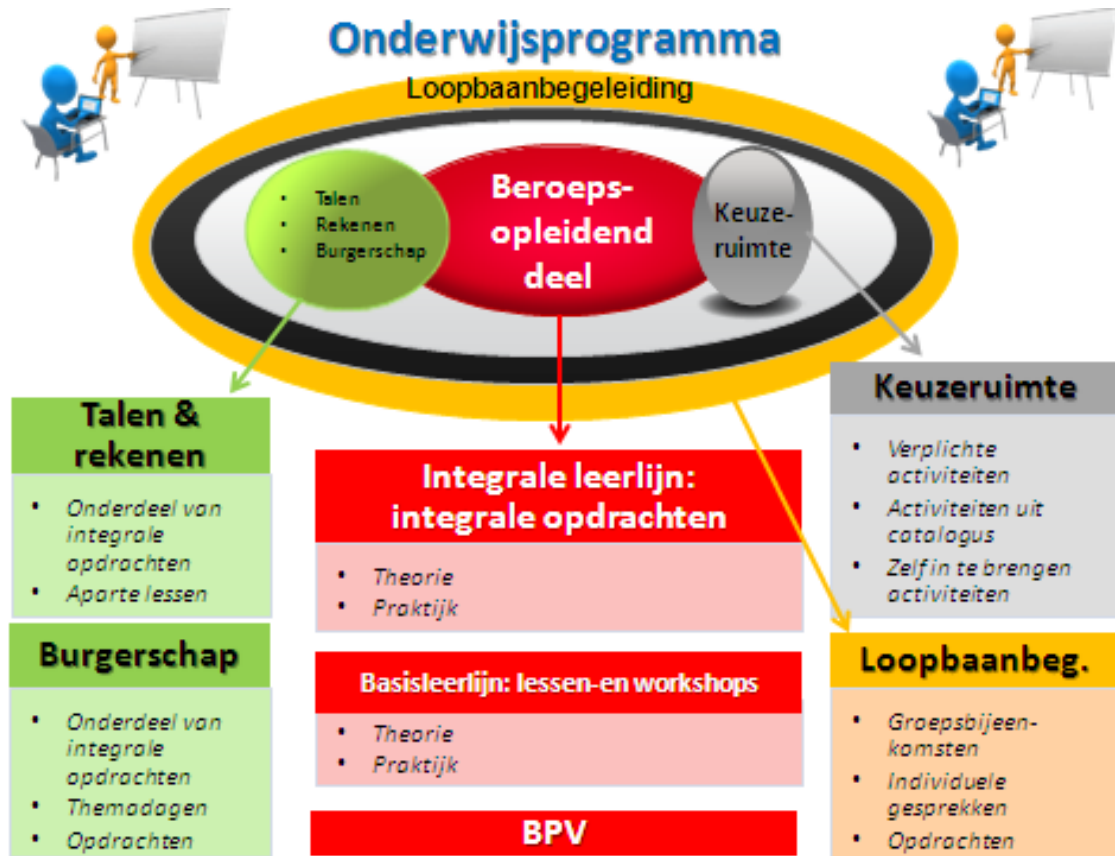 Onderwijsprogramma
Loopbaanbegeleiding
• Talen
• Rekenen
• Burgerschap
Beroeps-
opleidend
deel
Keuze-
ruimte
Talen &
rekenen
• Onderdeel van
integrale
opdrachten
• Aparte lessen
Burgerschap
• Onderdeel van
integrale
opdrachten
• Themadagen
• Opdrachten
Integrale leerlijn:
integrale opdrachten
• Theorie
• Praktijk
Basisleerlijn: lessen-en workshops
• Theorie
• Praktijk
BPV
Keuzeruimte
• Verplichte
activiteiten
• Activiteiten uit
catalogus
• Zelf in te brengen
activiteiten
Loopbaanbeg.
• Groepsbijeen-
komsten
• Individuele
gesprekken
• Opdrachten